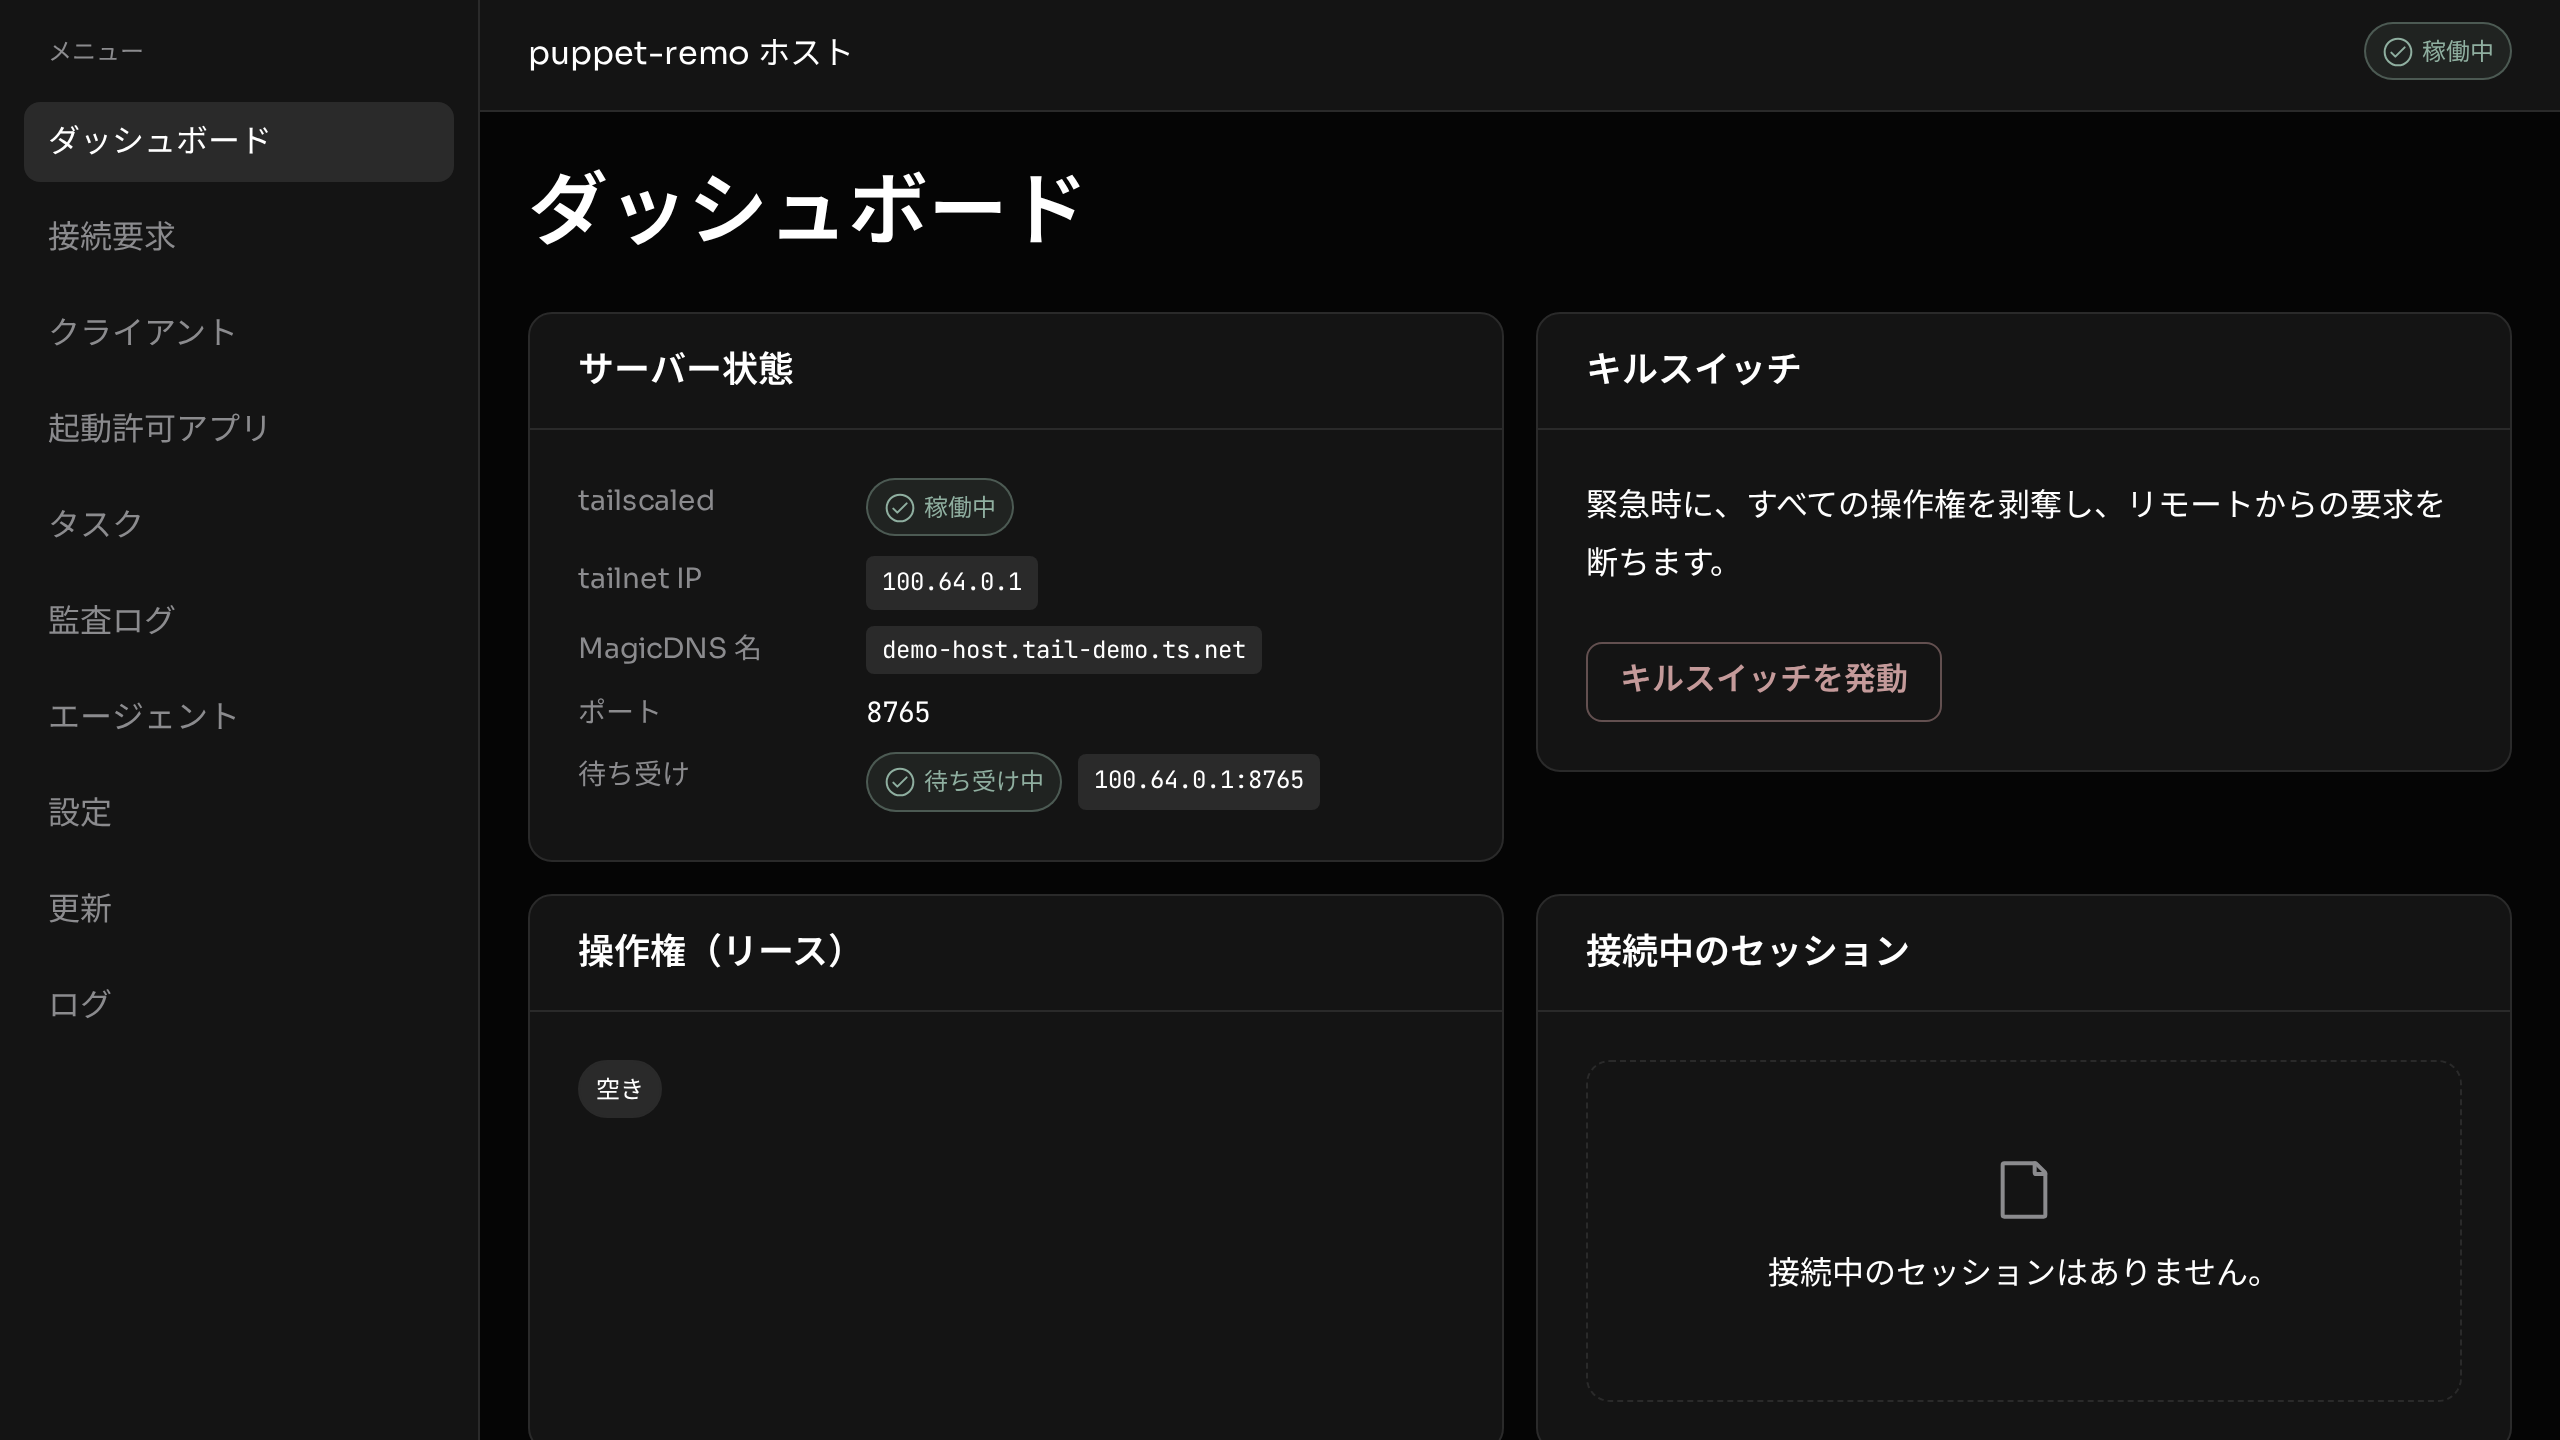 メニュー
ダッシュボード
接続要求
クライアント
起動許可アプリ
タスク
監査ログ
エージェント
設定
更新
ログ
puppet-remo ホスト
稼働中
ダッシュボード
サーバー状態
tailscaled 稼働中
tailnet IP 100.64.0.1
MagicDNS 名 demo-host.tail-demo.ts.net
ポート 8765
待ち受け 待ち受け中 100.64.0.1:8765
キルスイッチ
緊急時に、すべての操作権を剥奪し、リモートからの要求を
断ちます。
キルスイッチを発動
操作権（リース）
空き
接続中のセッション
接続中のセッションはありません。